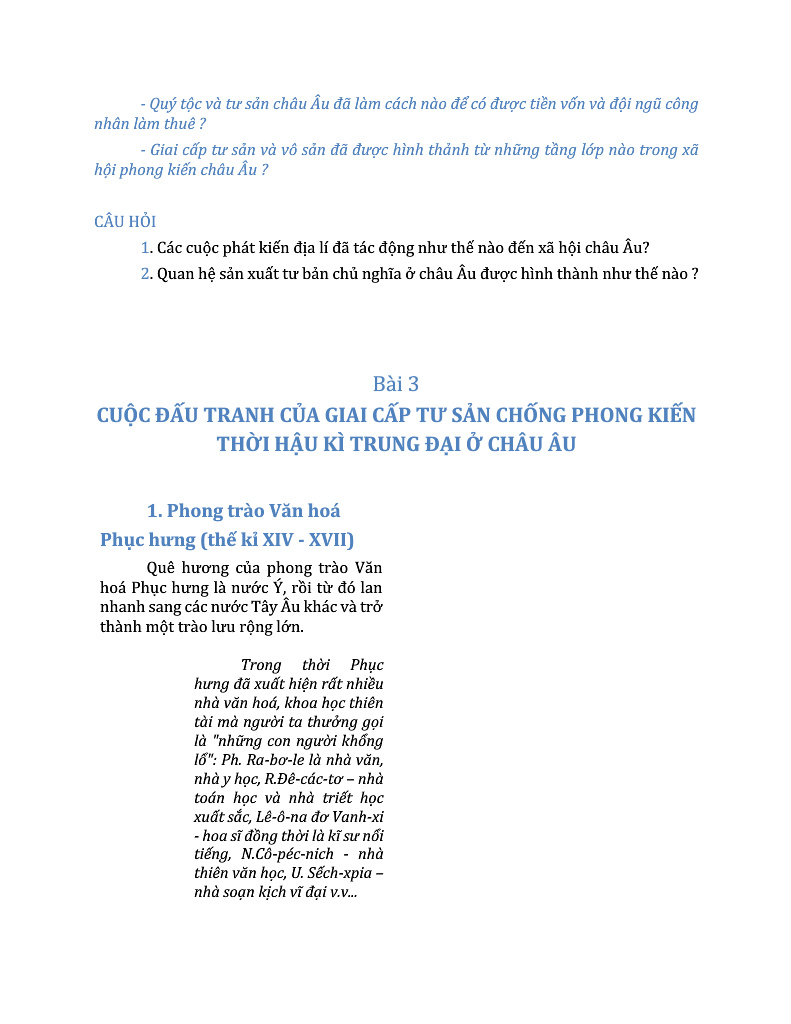 - Quý tộc và tư sản châu Âu đã làm cách nào để có được tiền vốn và đội ngũ công
nhân làm thuê ?
- Giai cấp tư sản và vô sản đã được hình thảnh từ những tầng lớp nào trong xã
hội phong kiến châu Âu ?
CÂU HỎI
1. Các cuộc phát kiến địa lí đã tác động như thế nào đến xã hội châu Âu?
2. Quan hệ sản xuất tư bản chủ nghĩa ở châu Âu được hình thành như thế nào ?
Bài 3
CUỘC ĐẤU TRANH CỦA GIAI CẤP TƯ SẢN CHỐNG PHONG KIẾN
THỜI HẬU KÌ TRUNG ĐẠI Ở CHÂU ÂU
1. Phong trào Văn hoá
Phục hưng (thế kỉ XIV - XVII)
Quê hương của phong trào Văn
hoá Phục hưng là nước Ý, rồi từ đó lan
nhanh sang các nước Tây Âu khác và trở
thành một trào lưu rộng lớn.
Trong thời Phục
hưng đã xuất hiện rất nhiều
nhà văn hoá, khoa học thiên
tài mà người ta thưởng gọi
là "những con người khổng
lồ": Ph. Ra-bơ-le là nhà văn,
nhà y học, R.Đê-các-tơ – nhà
toán học và nhà triết học
xuất sắc, Lê-ô-na đơ Vanh-xi
- hoa sĩ đồng thời là kĩ sư nổi
tiếng, N.Cô-péc-nich - nhà
thiên văn học, U. Sếch-xpia –
nhà soạn kịch vĩ đại v.v...